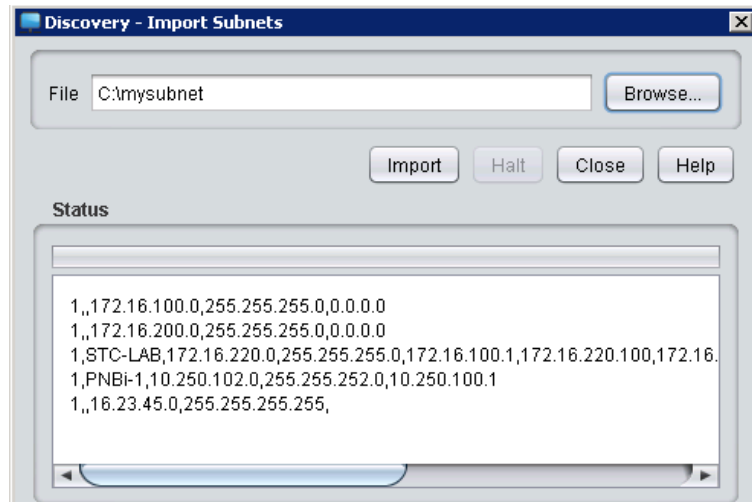 Discovery - Import Subnets
File C:\mysubnet Browse...
Import Halt Close Help
Status
1,,172.16.100.0,255.255.255.0,0.0.0.0
1,,172.16.200.0,255.255.255.0,0.0.0.0
1,STC-LAB,172.16.220.0,255.255.255.0,172.16.100.1,172.16.220.100,172.16.
1,PNBi-1,10.250.102.0,255.255.252.0,10.250.100.1
1,,16.23.45.0,255.255.255.255,